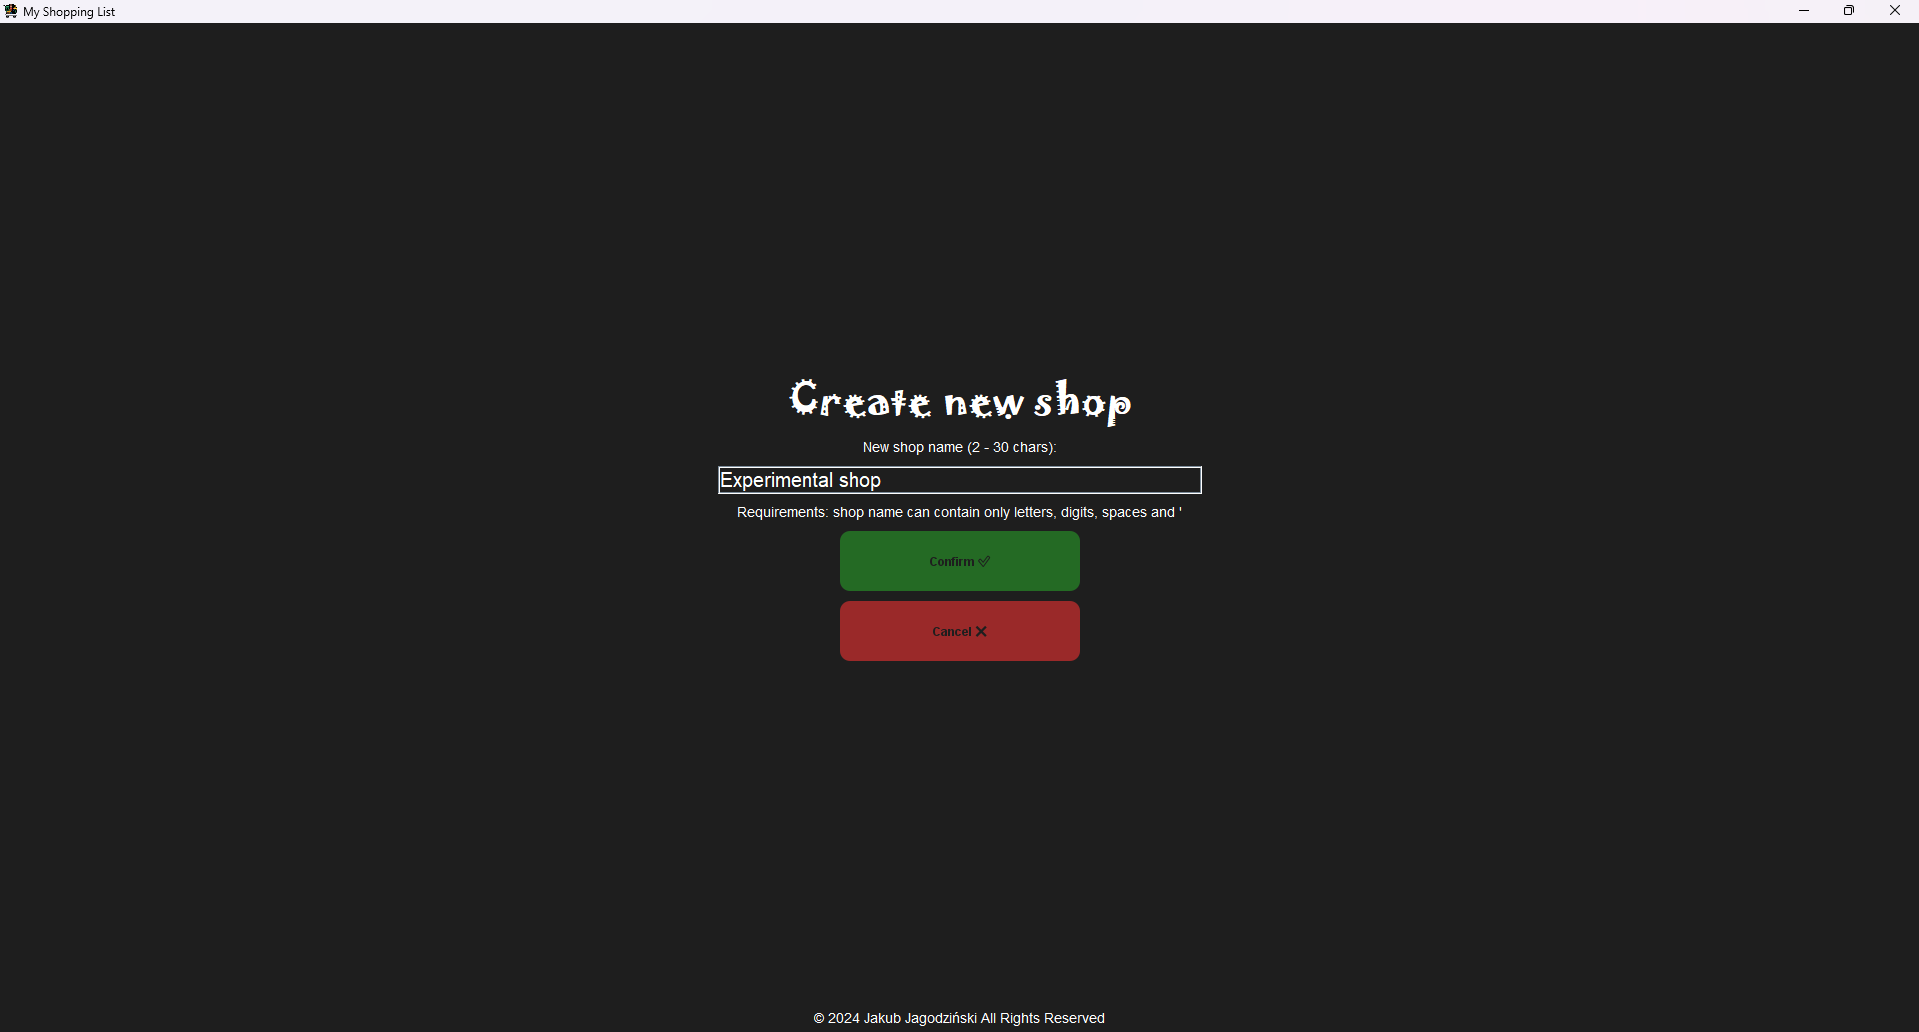 My Shopping List
Create new shop
New shop name (2 - 30 chars):
Experimental shop
Requirements: shop name can contain only letters, digits, spaces and '
Confirm ✅
Cancel ❌
© 2024 Jakub Jagodziński All Rights Reserved